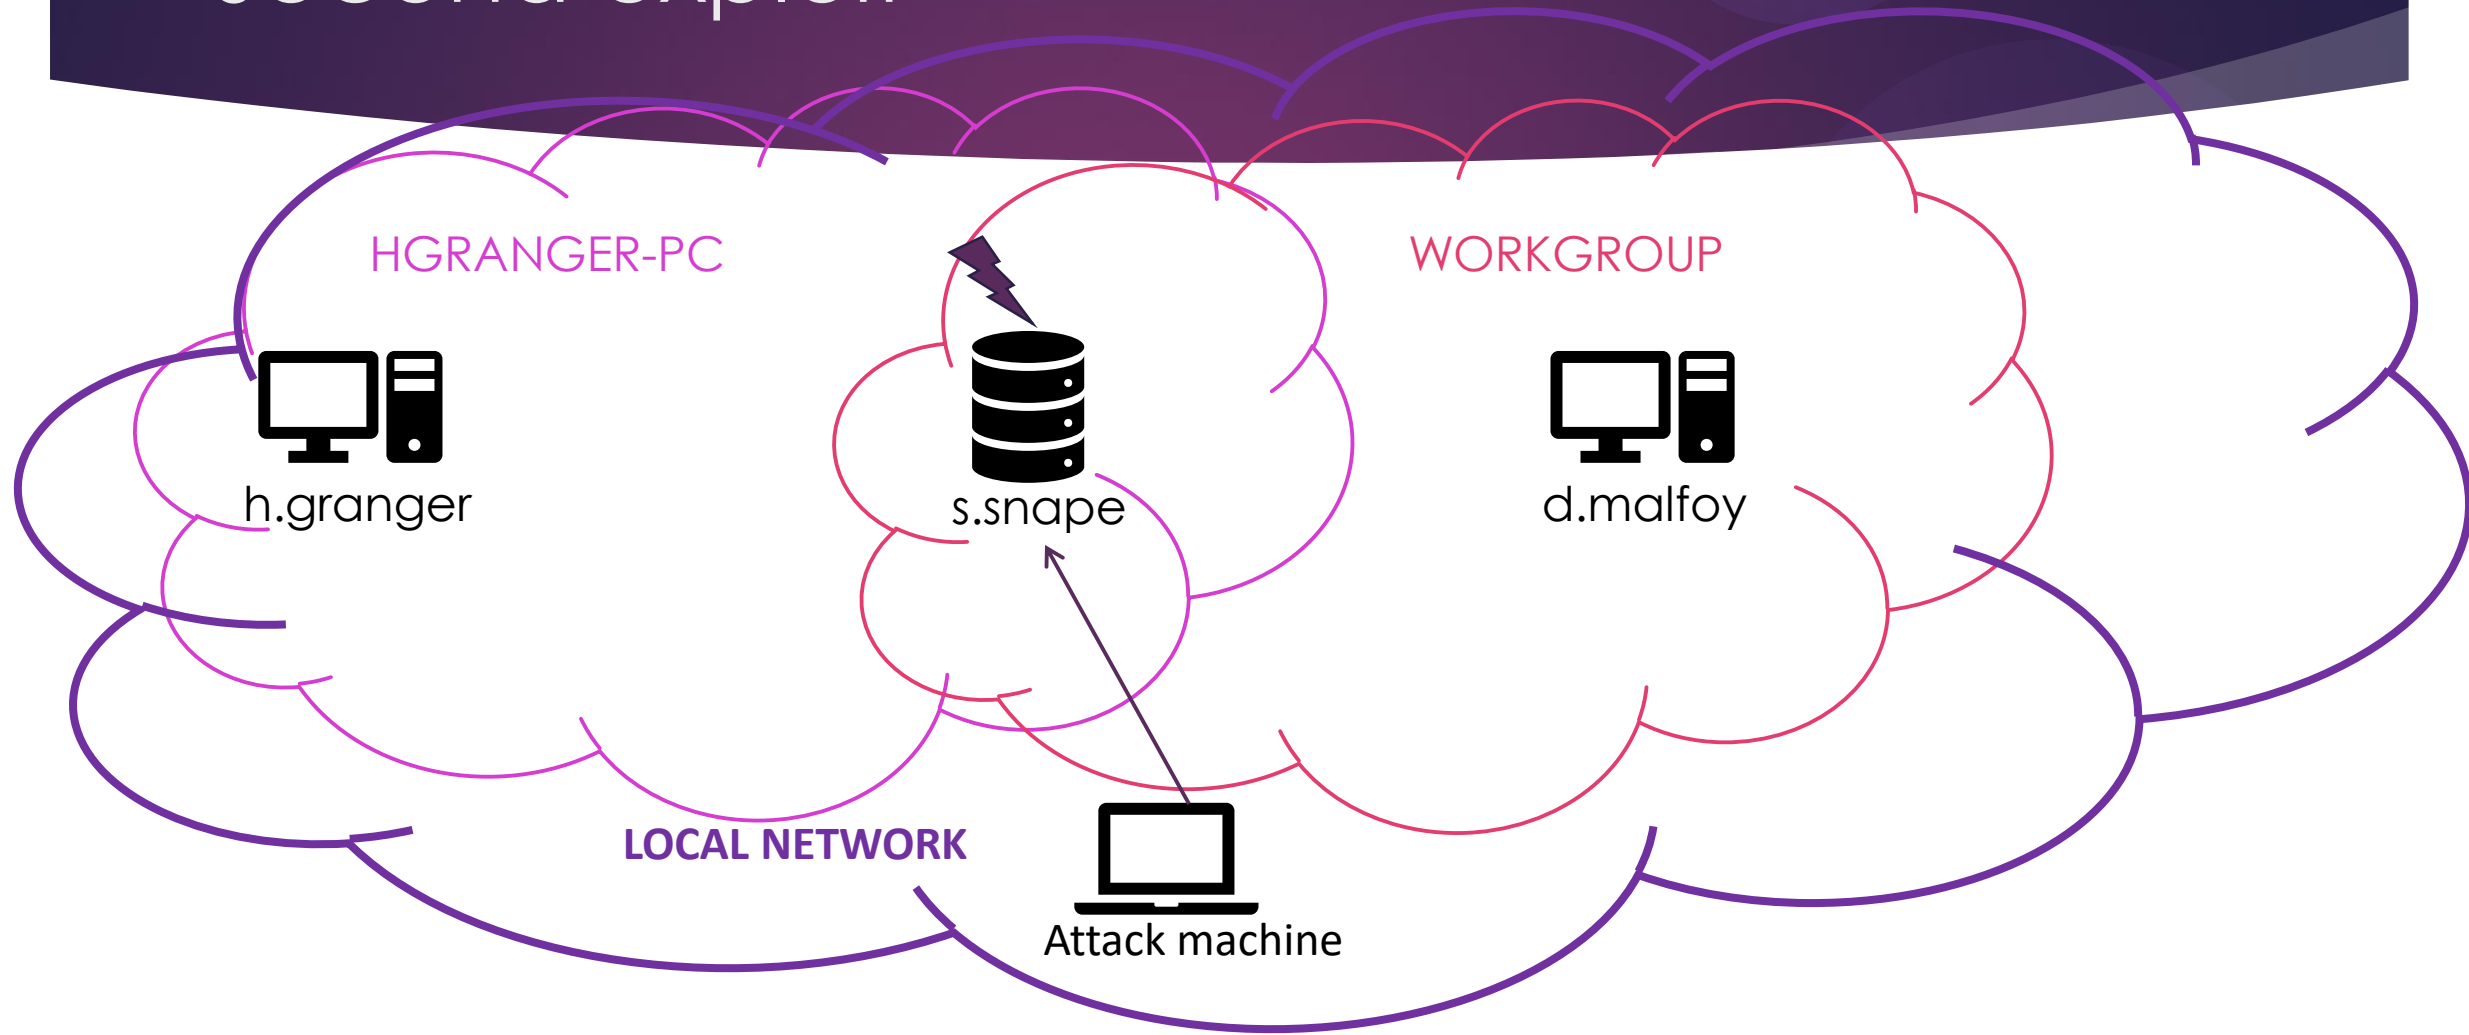 HGRANGER-PC
WORKGROUP
h.granger
s.snape
d.malfoy
LOCAL NETWORK
Attack machine